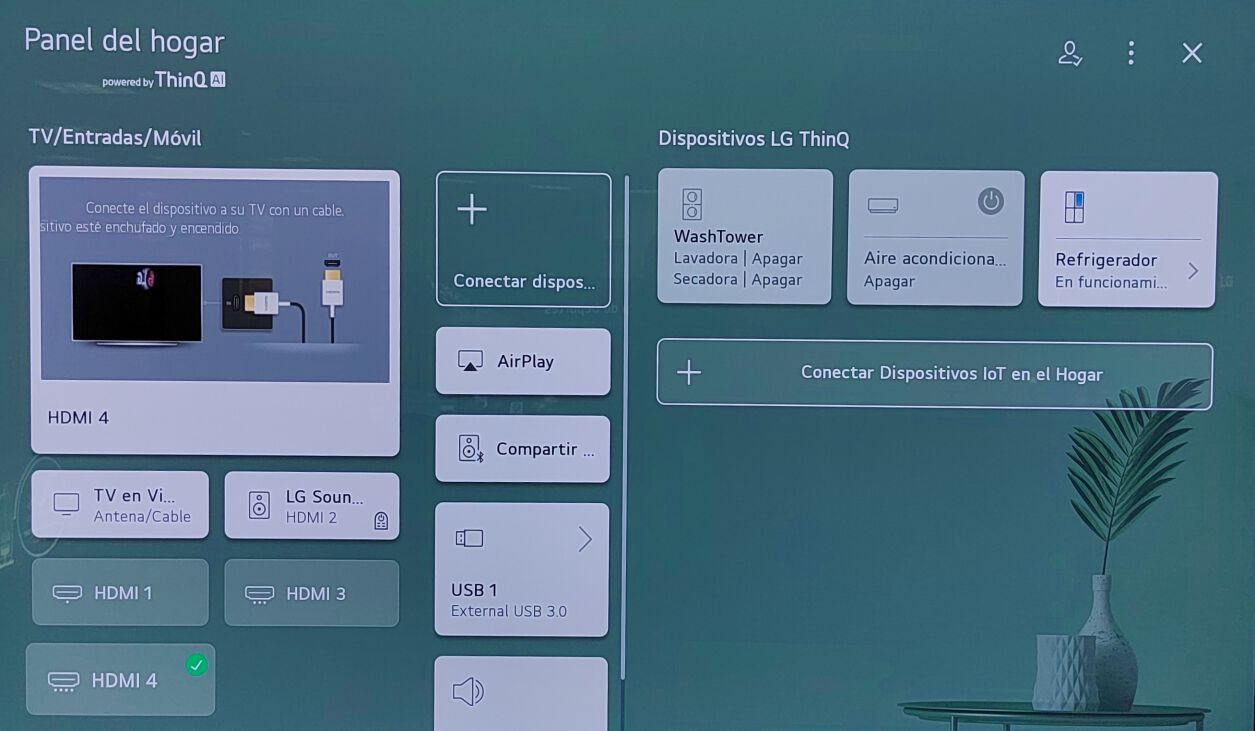 Panel del hogar
powered by ThinQ AI
TV/Entradas/Móvil
Conecte el dispositivo a su TV con un cable.
sitivo esté enchufado y encendido
HDMI 4
TV en Vi...
Antena/Cable
LG Soun...
HDMI 2
HDMI 1
HDMI 3
HDMI 4
Conectar dispos...
AirPlay
Compartir ...
USB 1
External USB 3.0
Dispositivos LG ThinQ
WashTower
Lavadora | Apagar
Secadora | Apagar
Aire acondiciona...
Apagar
Refrigerador
En funcionami...
Conectar Dispositivos IoT en el Hogar